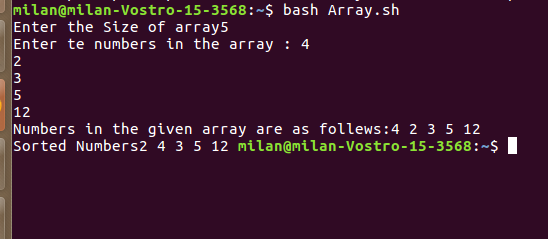 milan@milan-Vostro-15-3568:~$ bash Array.sh
Enter the Size of array5
Enter te numbers in the array : 4
2
3
5
12
Numbers in the given array are as follews:4 2 3 5 12
Sorted Numbers2 4 3 5 12 milan@milan-Vostro-15-3568:~$